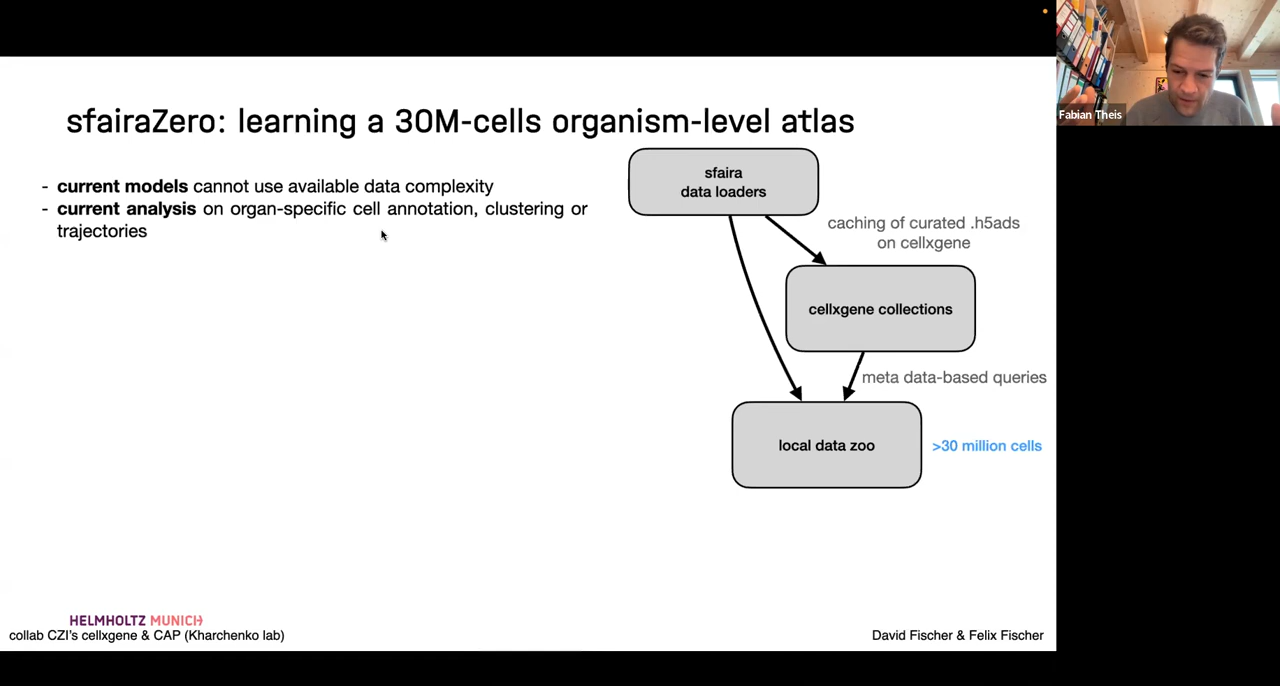 Fabian Theis
sfairaZero: learning a 30M-cells organism-level atlas
- current models cannot use available data complexity
- current analysis on organ-specific cell annotation, clustering or
trajectories
sfaira
data loaders
caching of curated .h5ads
on cellxgene
cellxgene collections
meta data-based queries
local data zoo
>30 million cells
HELMHOLTZ MUNICH
collab CZI's cellxgene & CAP (Kharchenko lab)
David Fischer & Felix Fischer